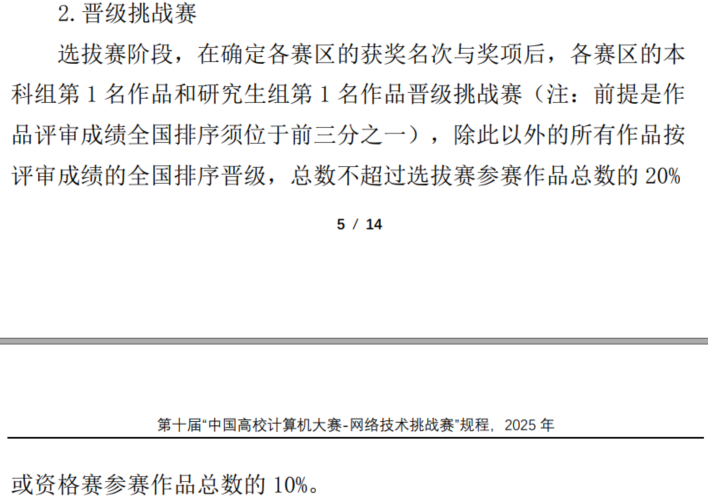 2.晋级挑战赛
选拔赛阶段，在确定各赛区的获奖名次与奖项后，各赛区的本
科组第 1 名作品和研究生组第 1 名作品晋级挑战赛（注：前提是作
品评审成绩全国排序须位于前三分之一），除此以外的所有作品按
评审成绩的全国排序晋级，总数不超过选拔赛参赛作品总数的 20%
5 / 14
第十届“中国高校计算机大赛-网络技术挑战赛”规程，2025 年
或资格赛参赛作品总数的 10%。